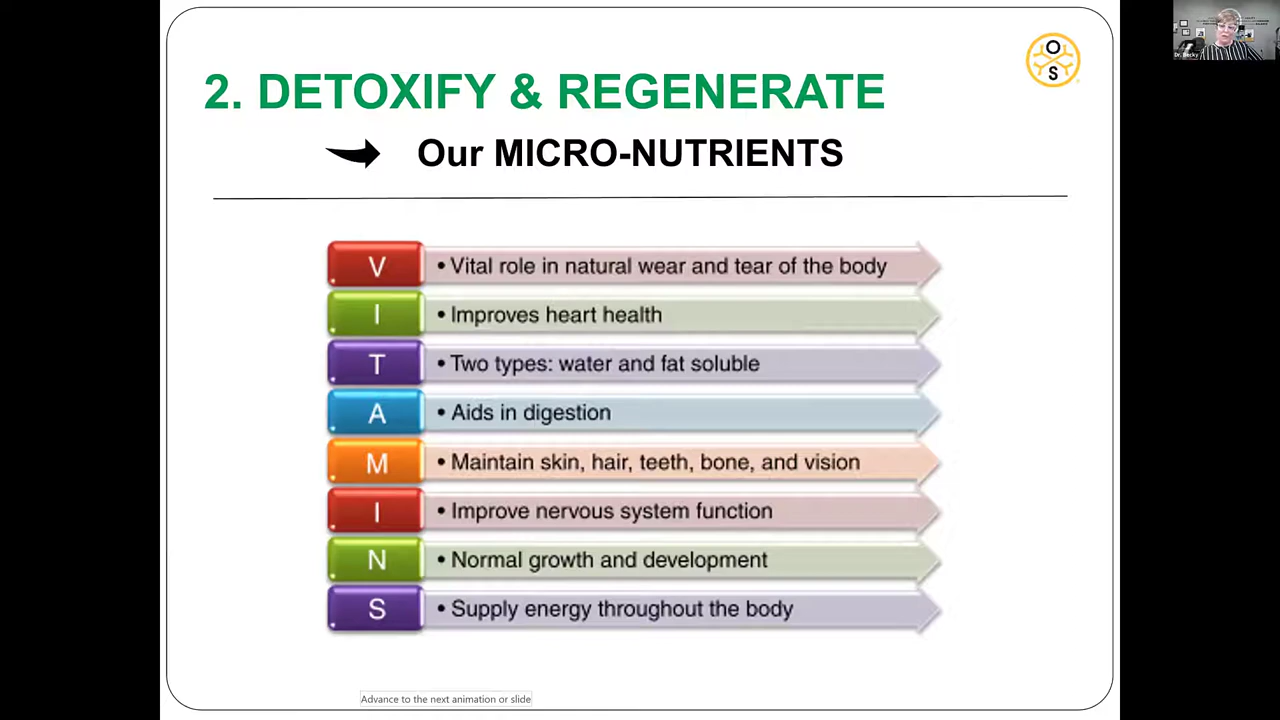 2. DETOXIFY & REGENERATE
Our MICRO-NUTRIENTS
O
S
Dr. Becky
V • Vital role in natural wear and tear of the body
I • Improves heart health
T • Two types: water and fat soluble
A • Aids in digestion
M • Maintain skin, hair, teeth, bone, and vision
I • Improve nervous system function
N • Normal growth and development
S • Supply energy throughout the body
Advance to the next animation or slide